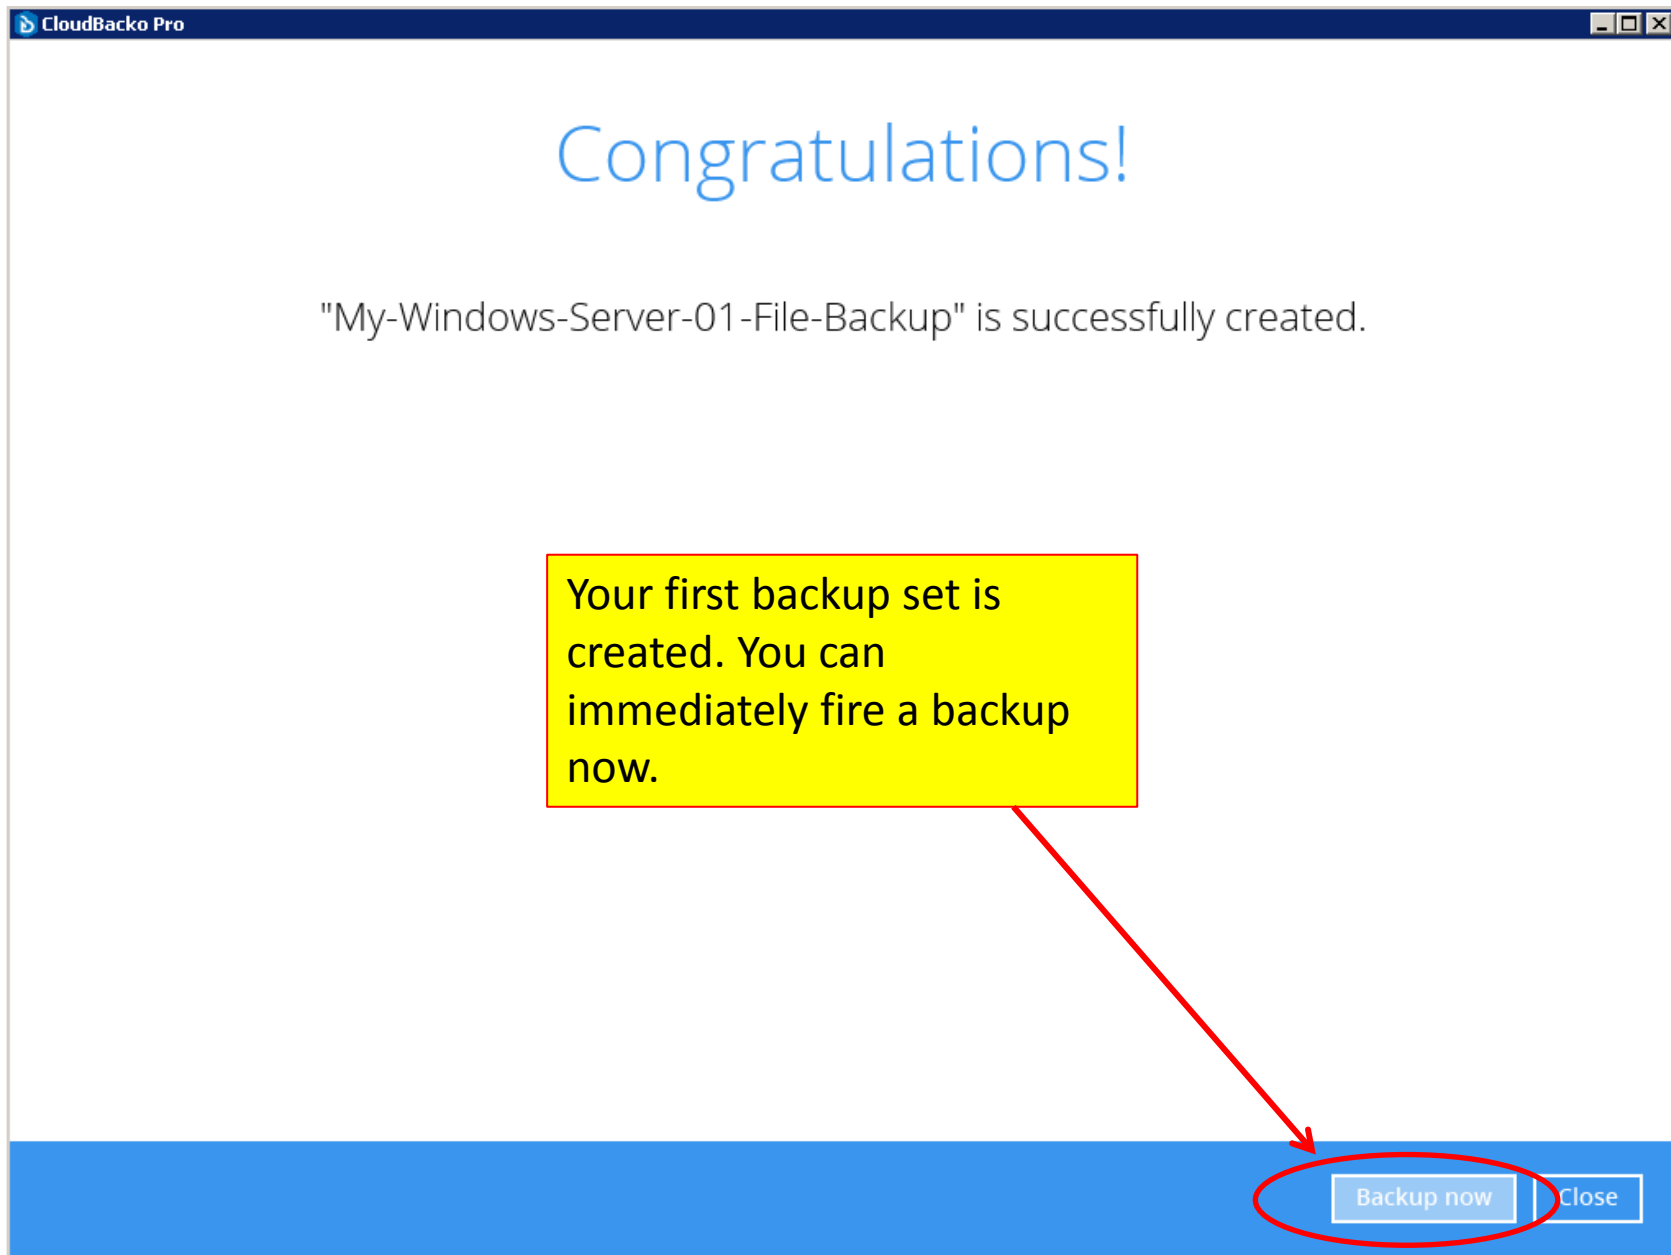 CloudBacko Pro
Congratulations!
"My-Windows-Server-01-File-Backup" is successfully created.
Your first backup set is
created. You can
immediately fire a backup
now.
Backup now
Close